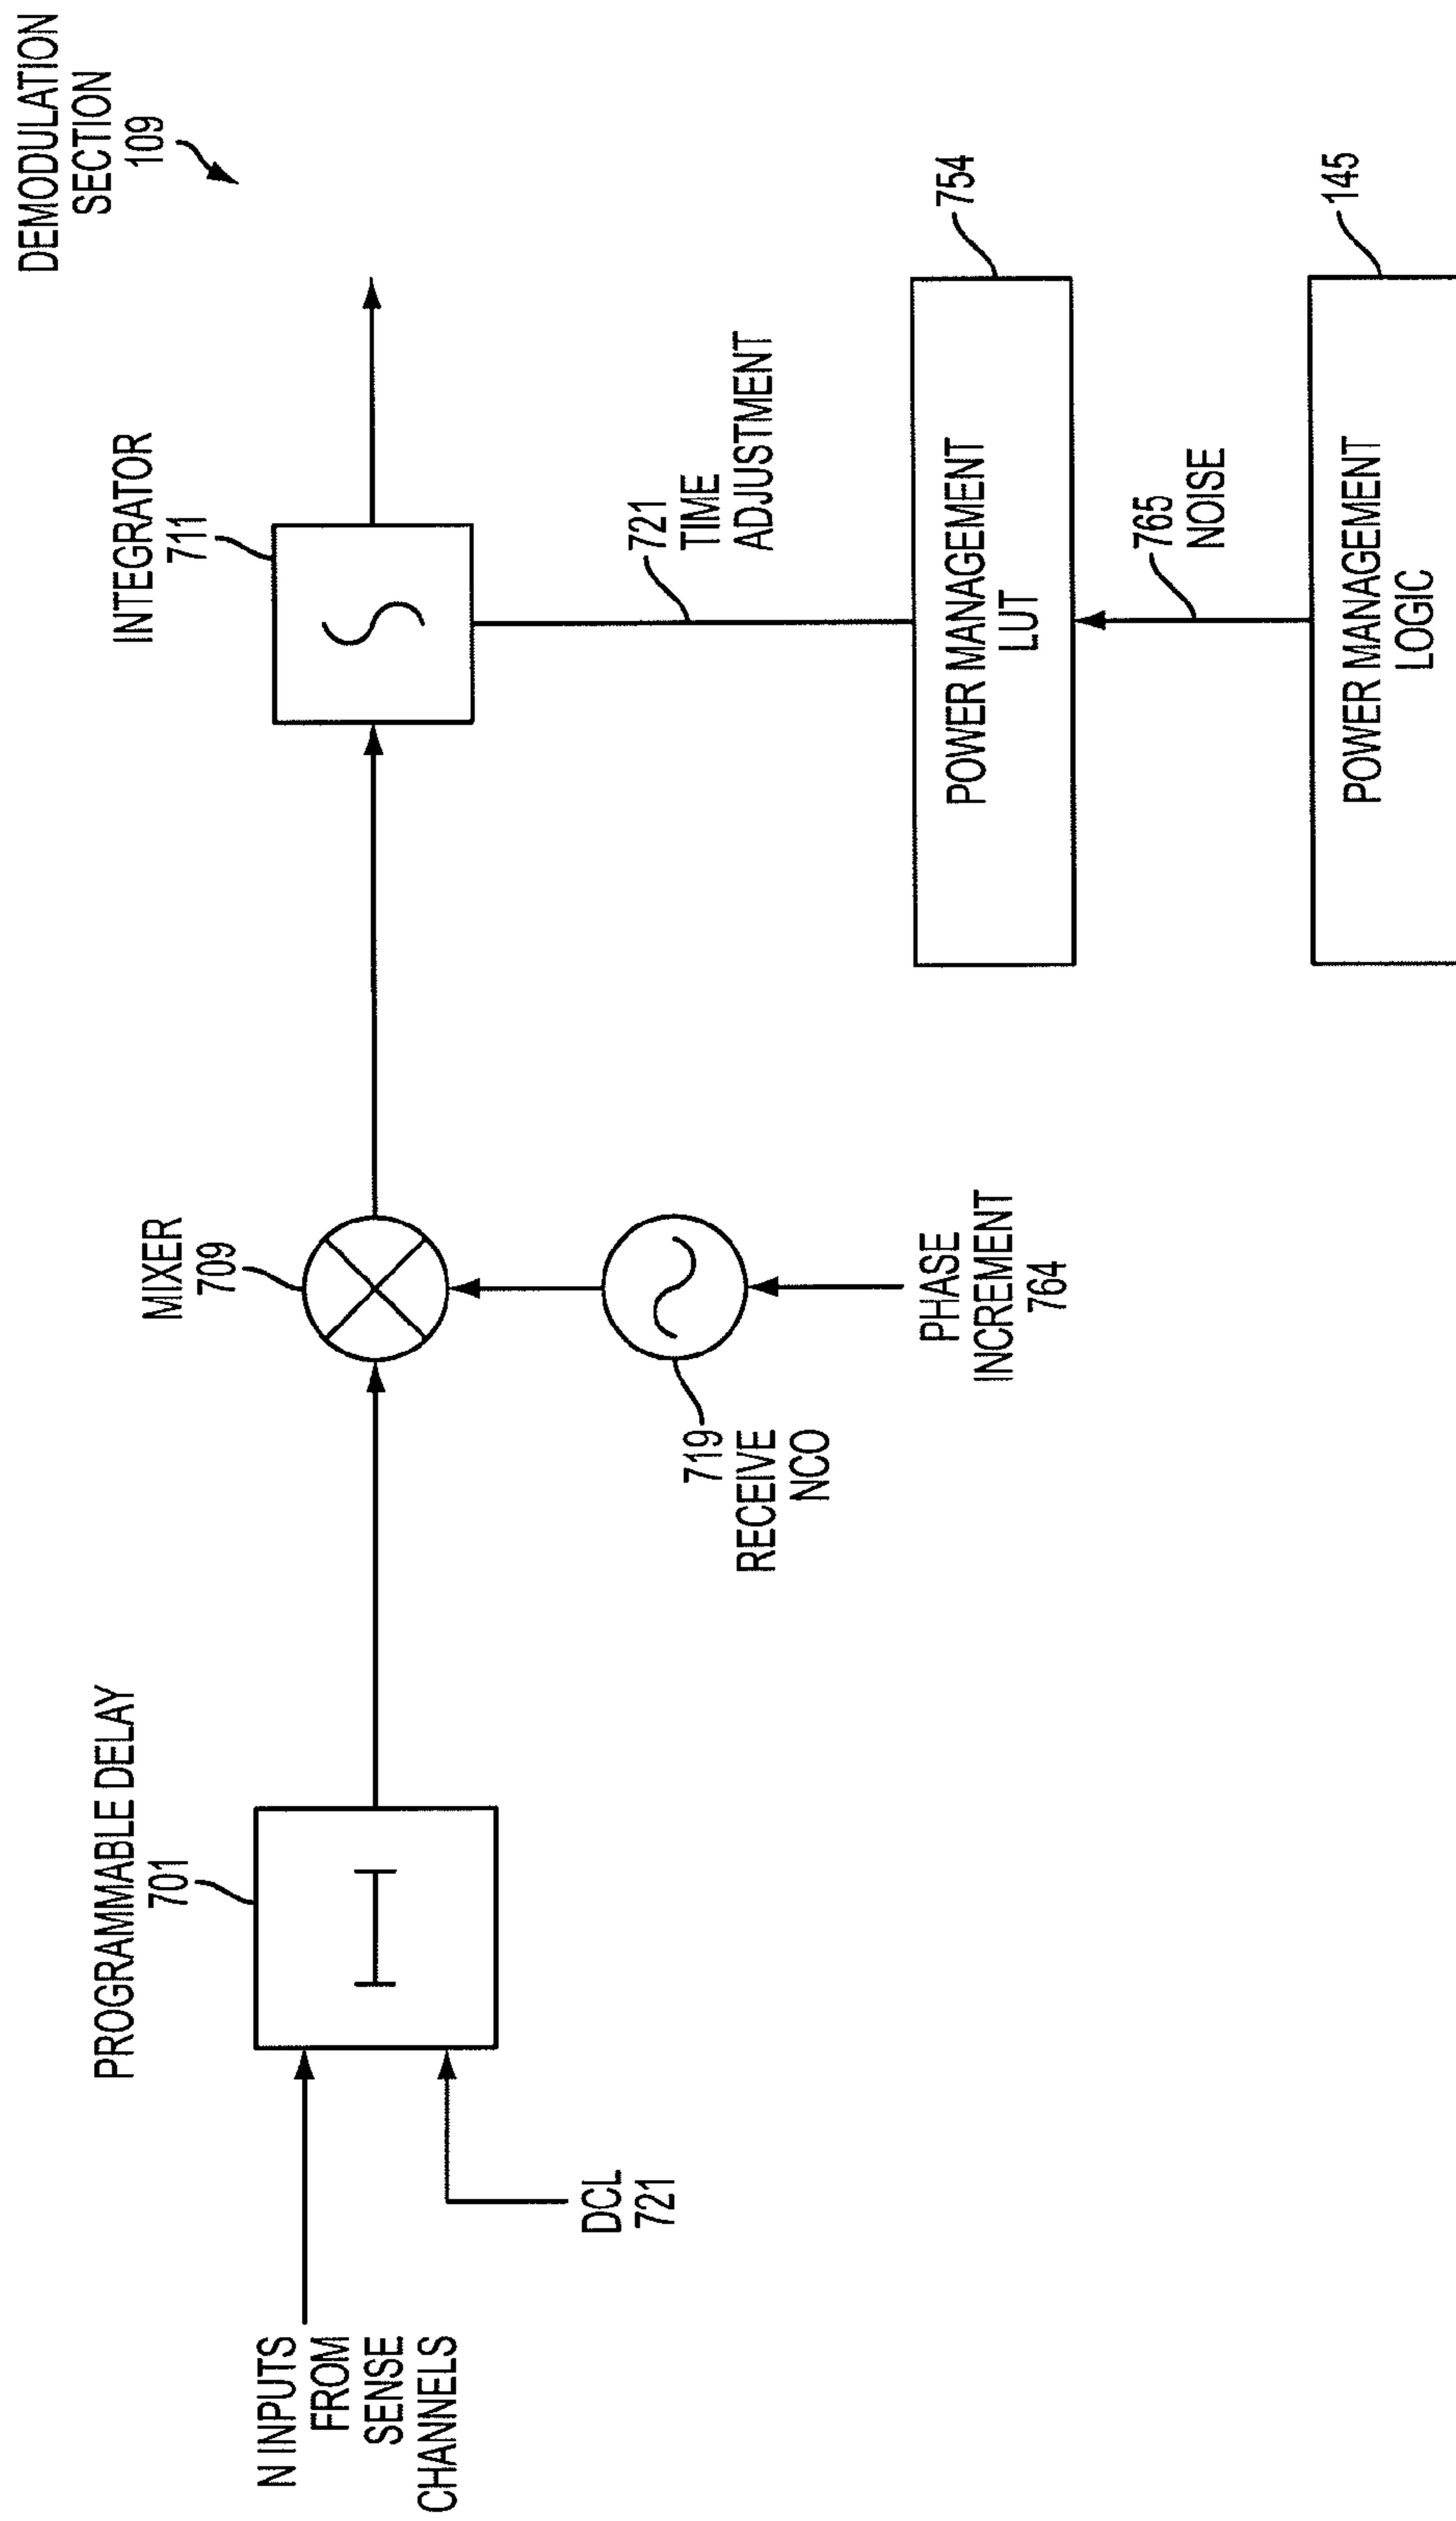 DEMODULATION
SECTION
109
PROGRAMMABLE DELAY
701
MIXER
709
INTEGRATOR
711
N INPUTS
FROM
SENSE
CHANNELS
DCL
721
719
RECEIVE
NCO
PHASE
INCREMENT
764
721
TIME
ADJUSTMENT
754
POWER MANAGEMENT
LUT
765
NOISE
145
POWER MANAGEMENT
LOGIC